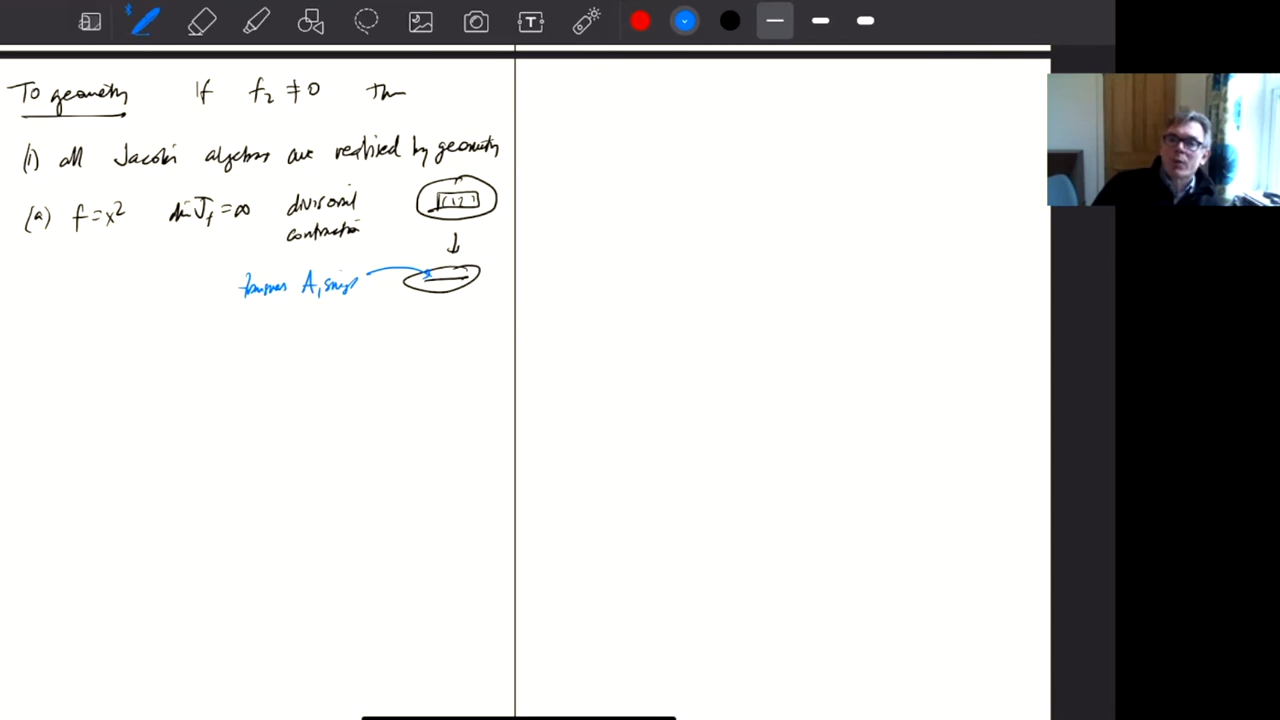 To geometry If f₂ ≠ 0 then
(1) all Jacobi algebras are realised by geometry
(a) f = x² dim J_f = ∞ divisorial
contraction
A₁ sing